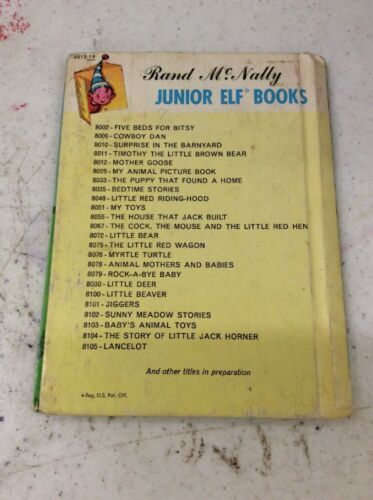 8012:19
Rand McNally
JUNIOR ELF® BOOKS
8002 - FIVE BEDS FOR BITSY
8009 - COWBOY DAN
8010 - SURPRISE IN THE BARNYARD
8011 - TIMOTHY THE LITTLE BROWN BEAR
8012 - MOTHER GOOSE
8025 - MY ANIMAL PICTURE BOOK
8033 - THE PUPPY THAT FOUND A HOME
8035 - BEDTIME STORIES
8048 - LITTLE RED RIDING-HOOD
8051 - MY TOYS
8055 - THE HOUSE THAT JACK BUILT
8067 - THE COCK, THE MOUSE AND THE LITTLE RED HEN
8072 - LITTLE BEAR
8075 - THE LITTLE RED WAGON
8076 - MYRTLE TURTLE
8078 - ANIMAL MOTHERS AND BABIES
8079 - ROCK-A-BYE BABY
8080 - LITTLE DEER
8100 - LITTLE BEAVER
8101 - JIGGERS
8102 - SUNNY MEADOW STORIES
8103 - BABY'S ANIMAL TOYS
8104 - THE STORY OF LITTLE JACK HORNER
8105 - LANCELOT
And other titles in preparation
® Reg. U.S. Pat. Off.